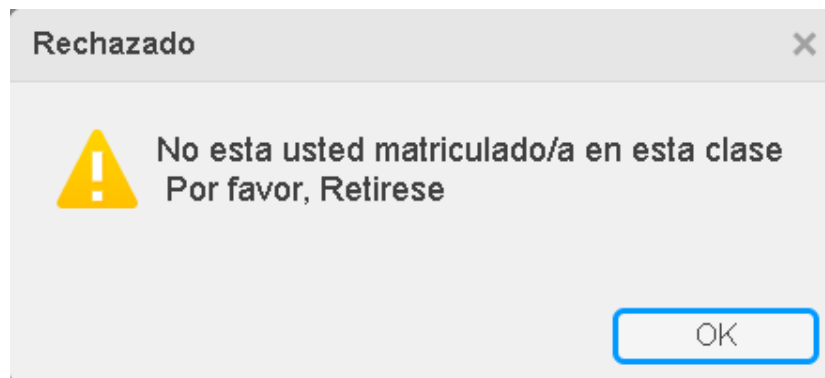 Rechazado
No esta usted matriculado/a en esta clase
Por favor, Retirese
OK